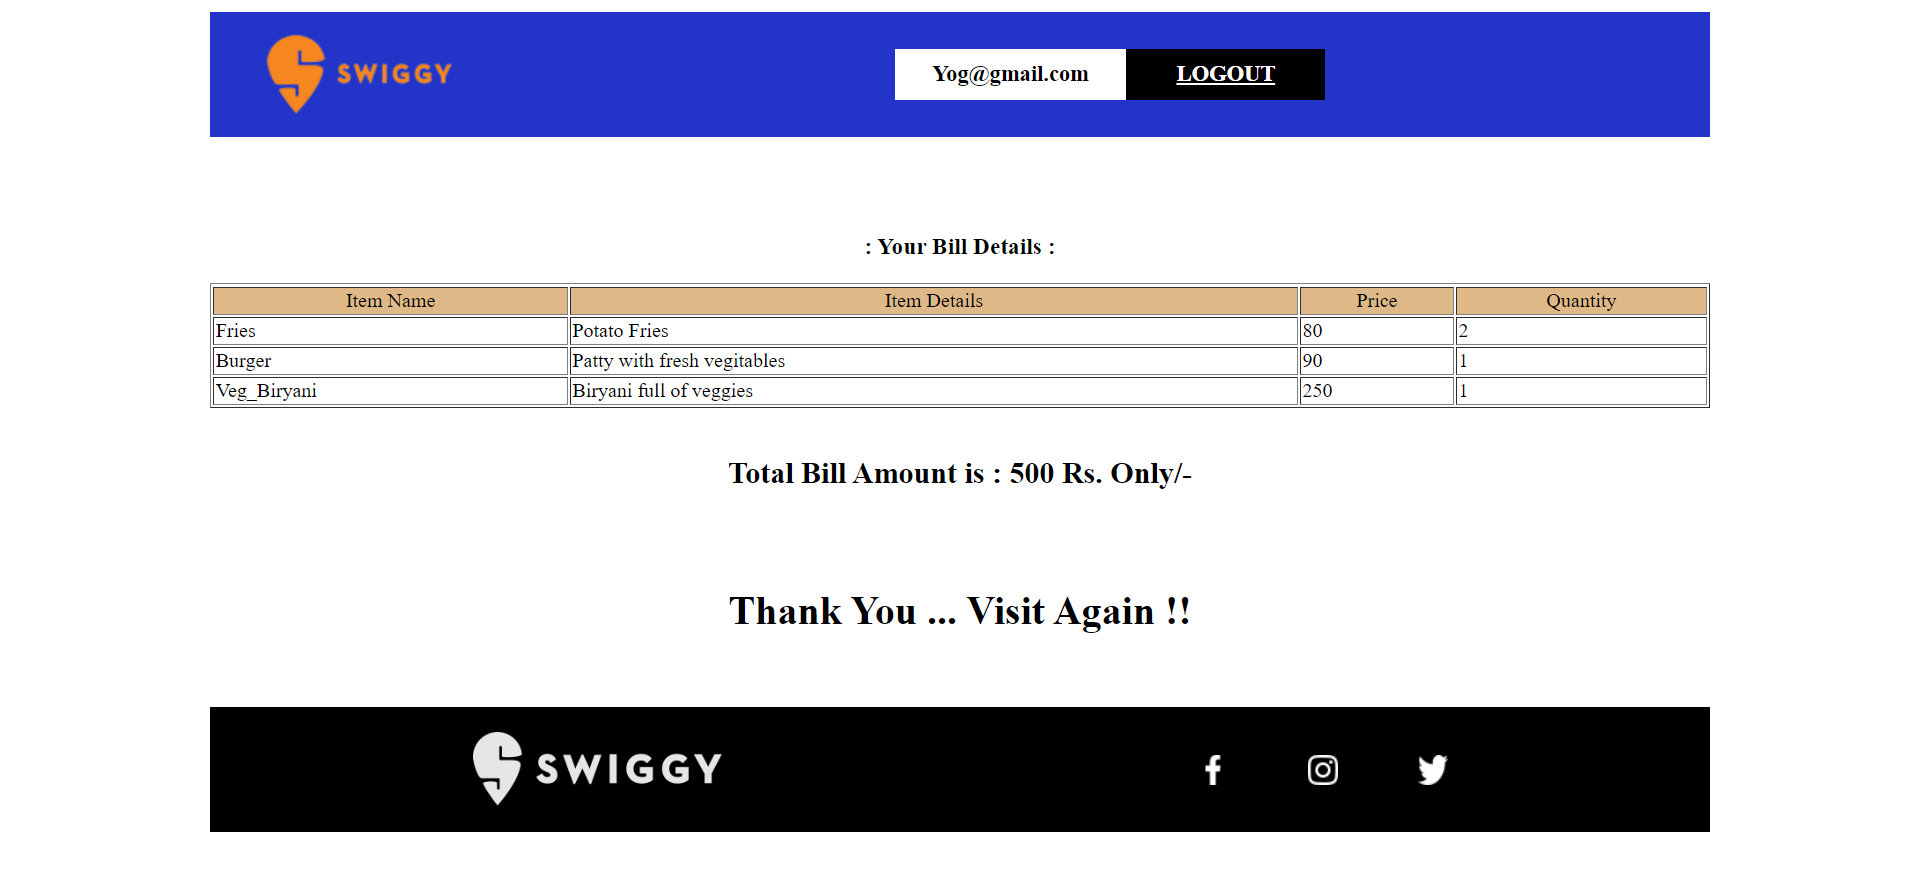 SWIGGY
Yog@gmail.com LOGOUT
: Your Bill Details :
Item Name Item Details Price Quantity
Fries Potato Fries 80 2
Burger Patty with fresh vegitables 90 1
Veg_Biryani Biryani full of veggies 250 1
Total Bill Amount is : 500 Rs. Only/-
Thank You ... Visit Again !!
SWIGGY